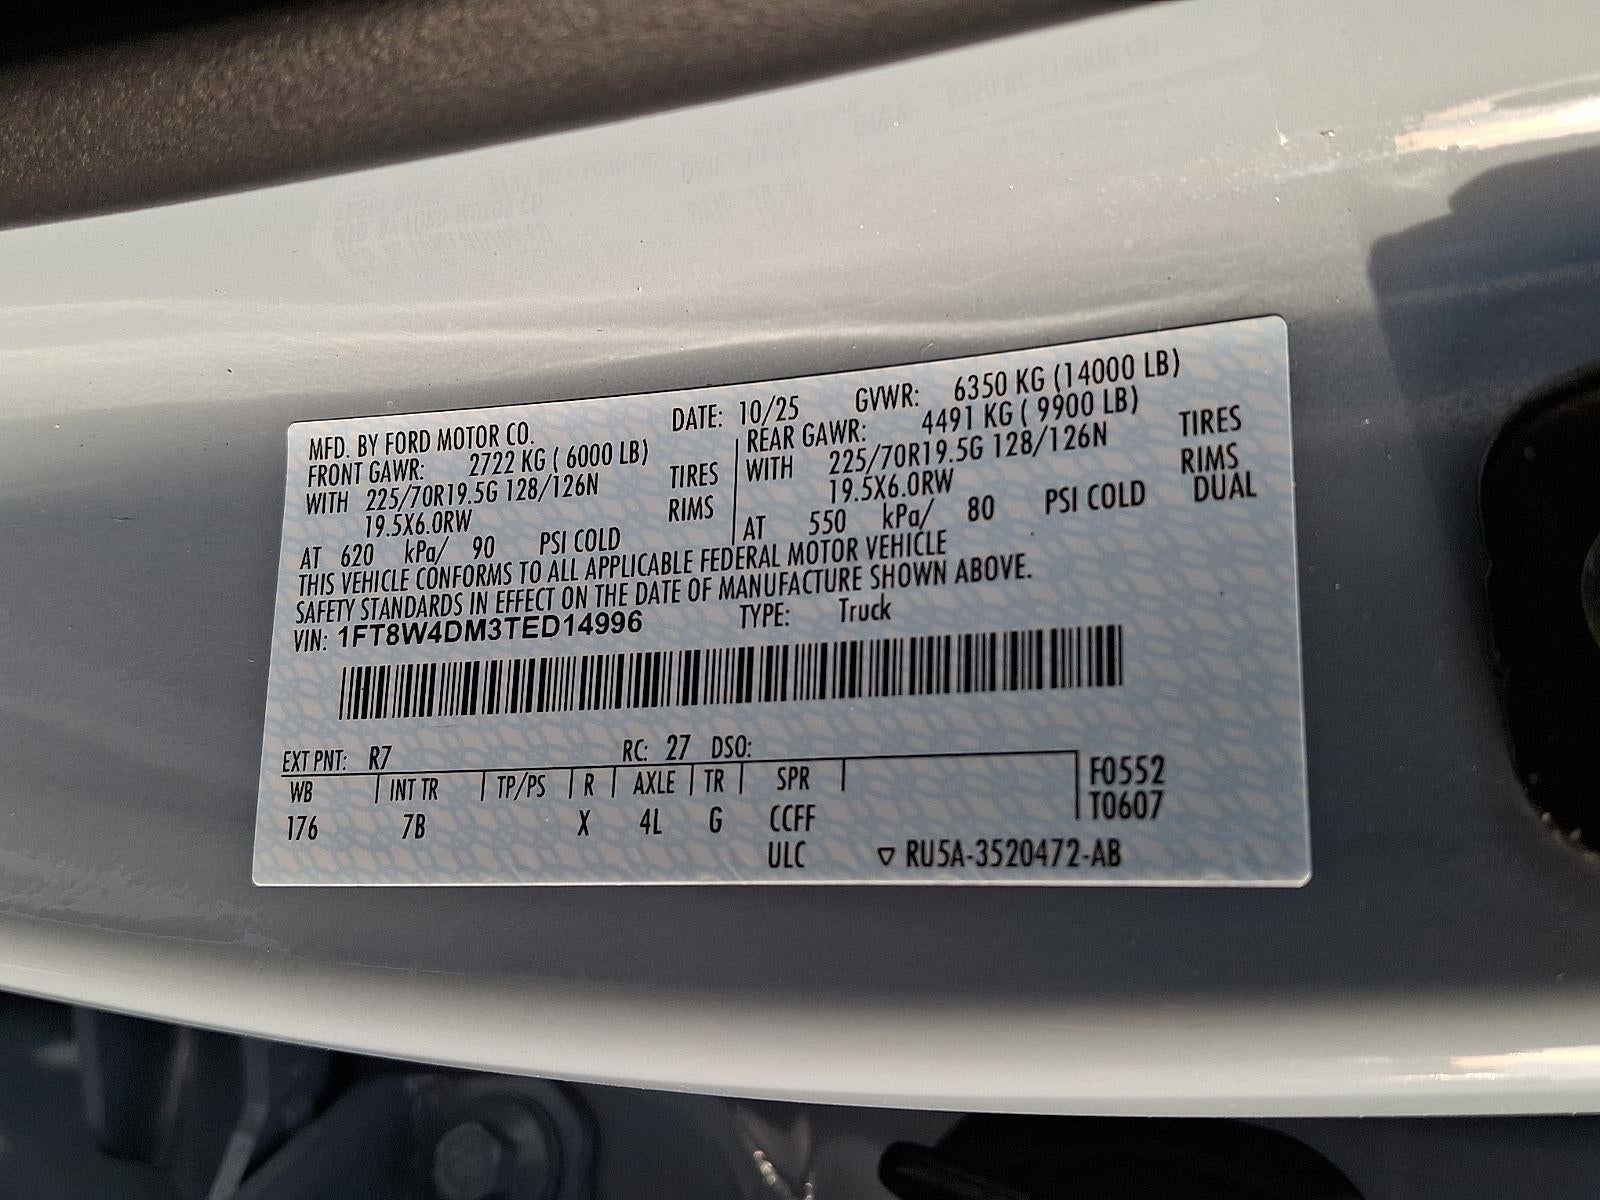 MFD. BY FORD MOTOR CO. DATE: 10/25 GVWR: 6350 KG (14000 LB)
FRONT GAWR: 2722 KG ( 6000 LB) REAR GAWR: 4491 KG ( 9900 LB)
WITH 225/70R19.5G 128/126N TIRES WITH 225/70R19.5G 128/126N TIRES
19.5X6.0RW RIMS 19.5X6.0RW RIMS
AT 620 kPa/ 90 PSI COLD AT 550 kPa/ 80 PSI COLD DUAL
THIS VEHICLE CONFORMS TO ALL APPLICABLE FEDERAL MOTOR VEHICLE
SAFETY STANDARDS IN EFFECT ON THE DATE OF MANUFACTURE SHOWN ABOVE.
VIN: 1FT8W4DM3TED14996 TYPE: Truck
EXT PNT: R7 RC: 27 DSO:
WB INT TR TP/PS R AXLE TR SPR F0552
176 7B X 4L G CCFF T0607
ULC ▽ RU5A-3520472-AB